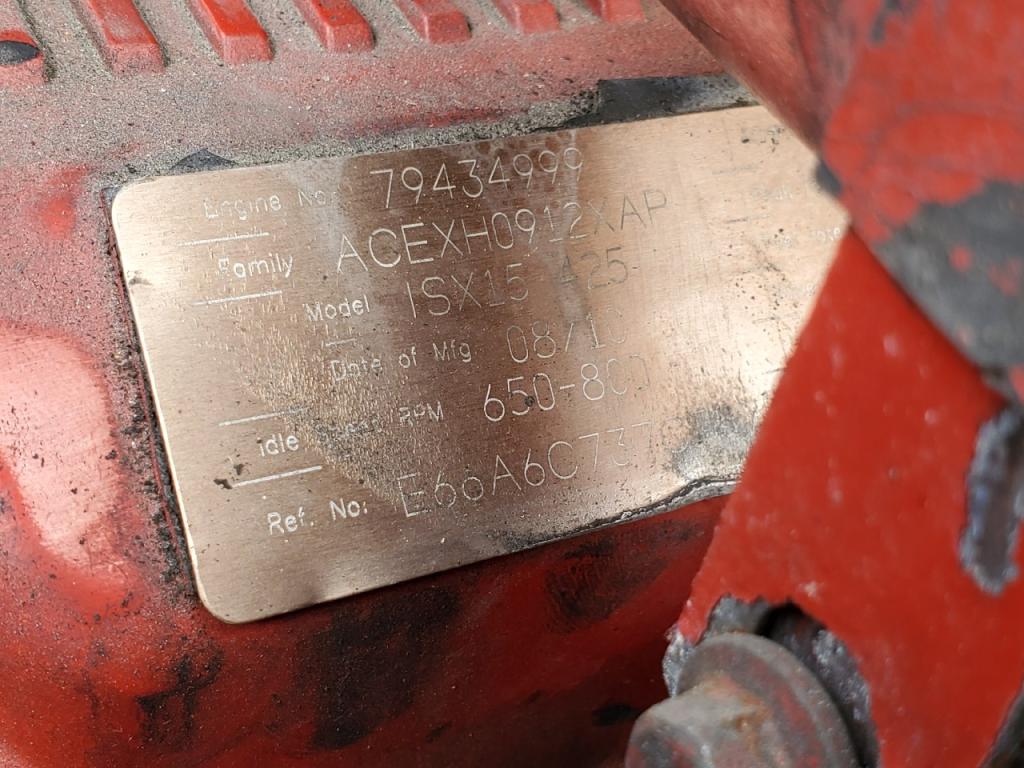 Engine No: 79434999
Family ACEXH0912XAP
Model ISX15 425
Date of Mfg 08/10
Idle Speed RPM 650-800
Ref. No: E66A6C737